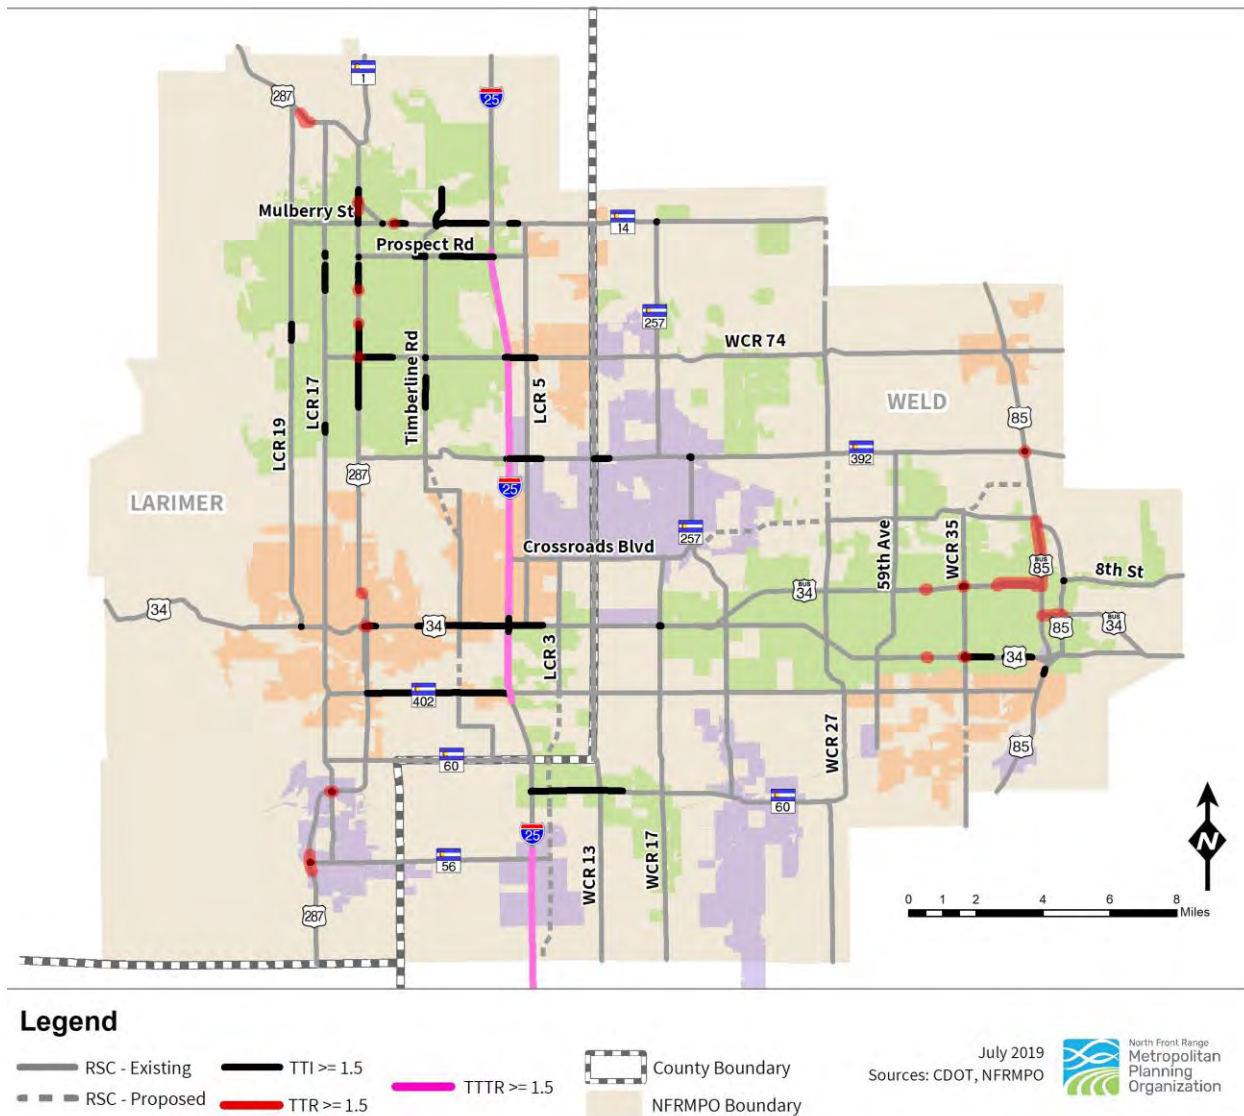 1
287
25
Mulberry St
14
Prospect Rd
257
WCR 74
Timberline Rd
LCR 5
LCR 17
LCR 19
WELD
85
392
287
25
LARIMER
257
59th Ave
WCR 35
Crossroads Blvd
BUS
85
8th St
BUS
34
34
34
LCR 3
85
BUS
34
34
402
WCR 27
85
60
60
N
25
WCR 13
WCR 17
56
287
0 1 2 4 6 8
Miles
Legend
RSC - Existing
TTI >= 1.5
TTTR >= 1.5
County Boundary
RSC - Proposed
TTR >= 1.5
NFRMPO Boundary
July 2019
Sources: CDOT, NFRMPO
North Front Range
Metropolitan
Planning
Organization